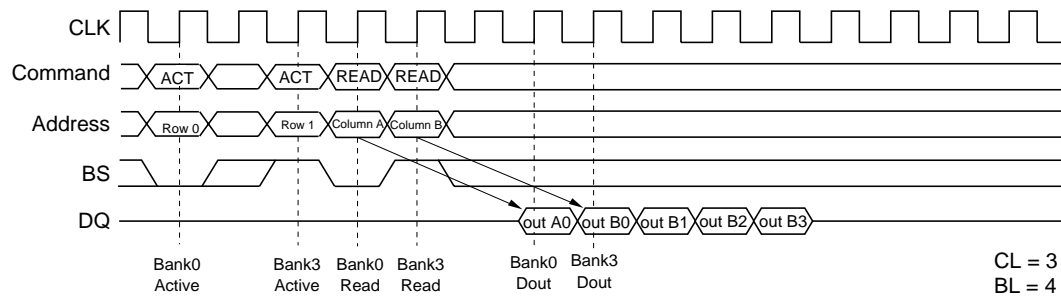 CLK
Command ACT ACT READ READ
Address Row 0 Row 1 Column A Column B
BS
DQ out A0 out B0 out B1 out B2 out B3
Bank0 Bank3 Bank0 Bank3 Bank0 Bank3
Active Active Read Read Dout Dout
CL = 3
BL = 4